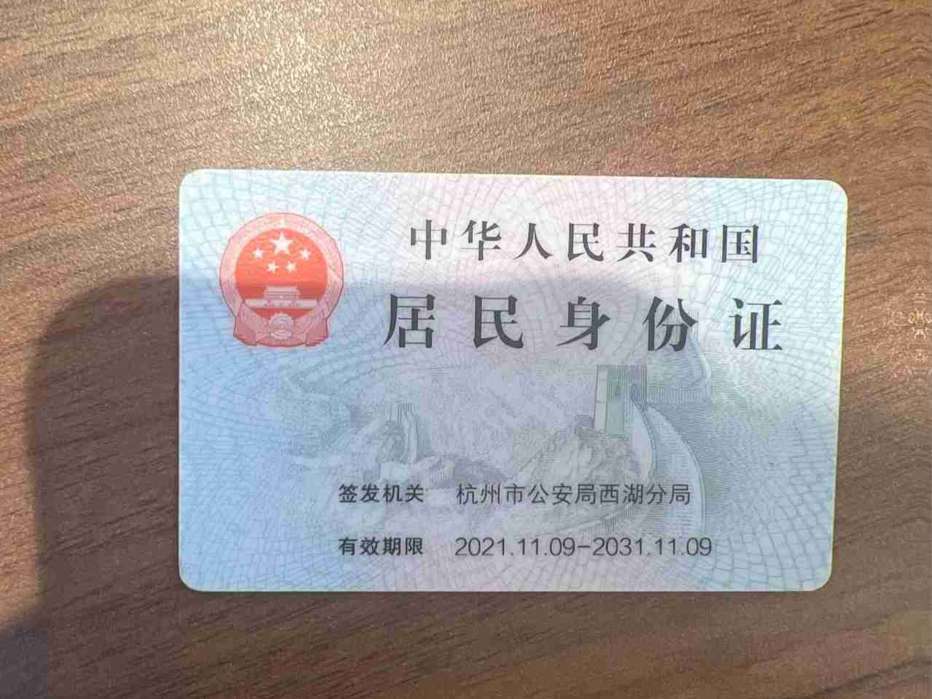 中华人民共和国
居民身份证
签发机关 杭州市公安局西湖分局
有效期限 2021.11.09-2031.11.09